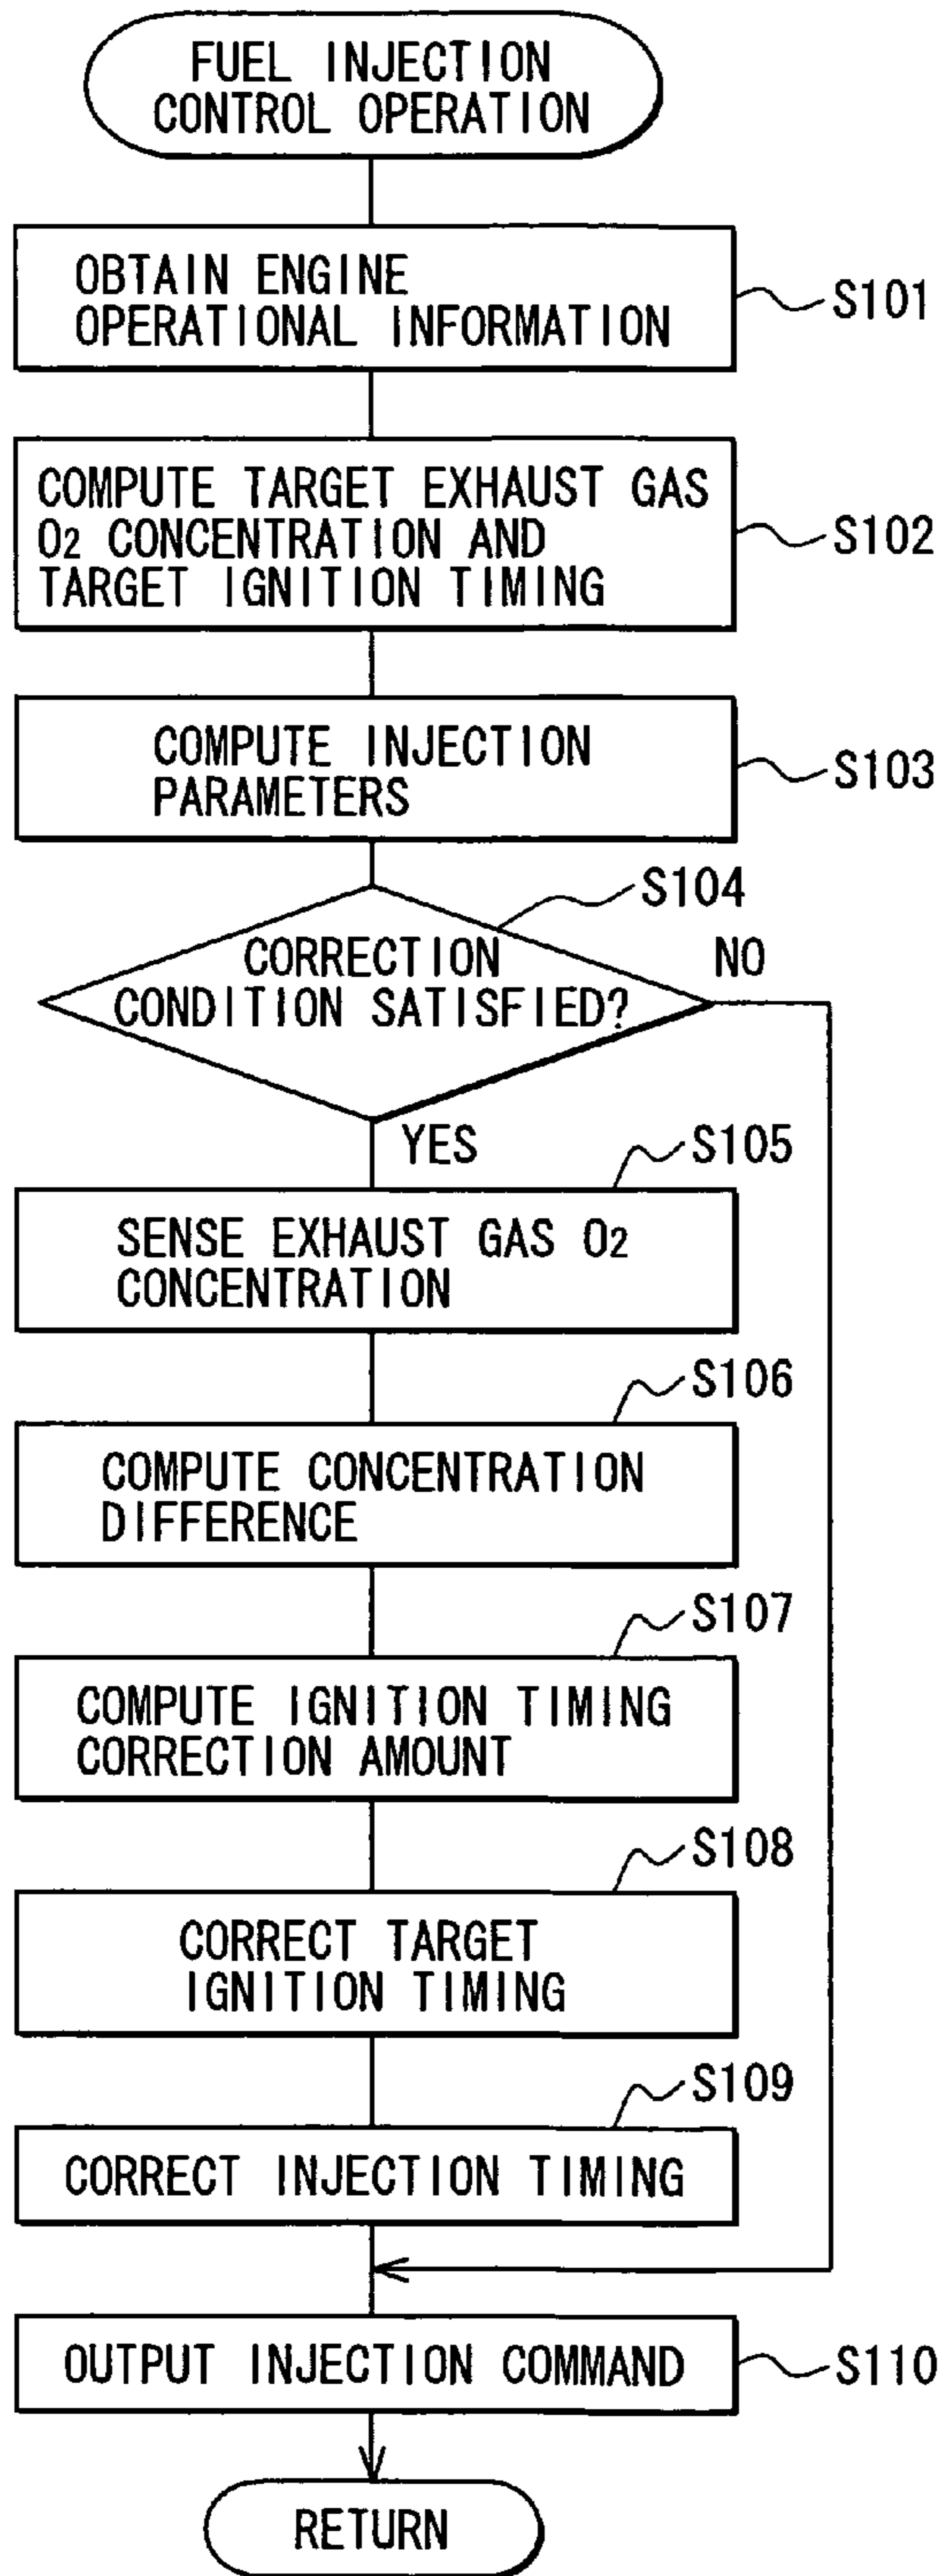 FUEL INJECTION
CONTROL OPERATION
OBTAIN ENGINE
OPERATIONAL INFORMATION
S101
COMPUTE TARGET EXHAUST GAS
O2 CONCENTRATION AND
TARGET IGNITION TIMING
S102
COMPUTE INJECTION
PARAMETERS
S103
S104
CORRECTION
CONDITION SATISFIED?
NO
YES
S105
SENSE EXHAUST GAS O2
CONCENTRATION
S106
COMPUTE CONCENTRATION
DIFFERENCE
S107
COMPUTE IGNITION TIMING
CORRECTION AMOUNT
S108
CORRECT TARGET
IGNITION TIMING
S109
CORRECT INJECTION TIMING
OUTPUT INJECTION COMMAND
S110
RETURN